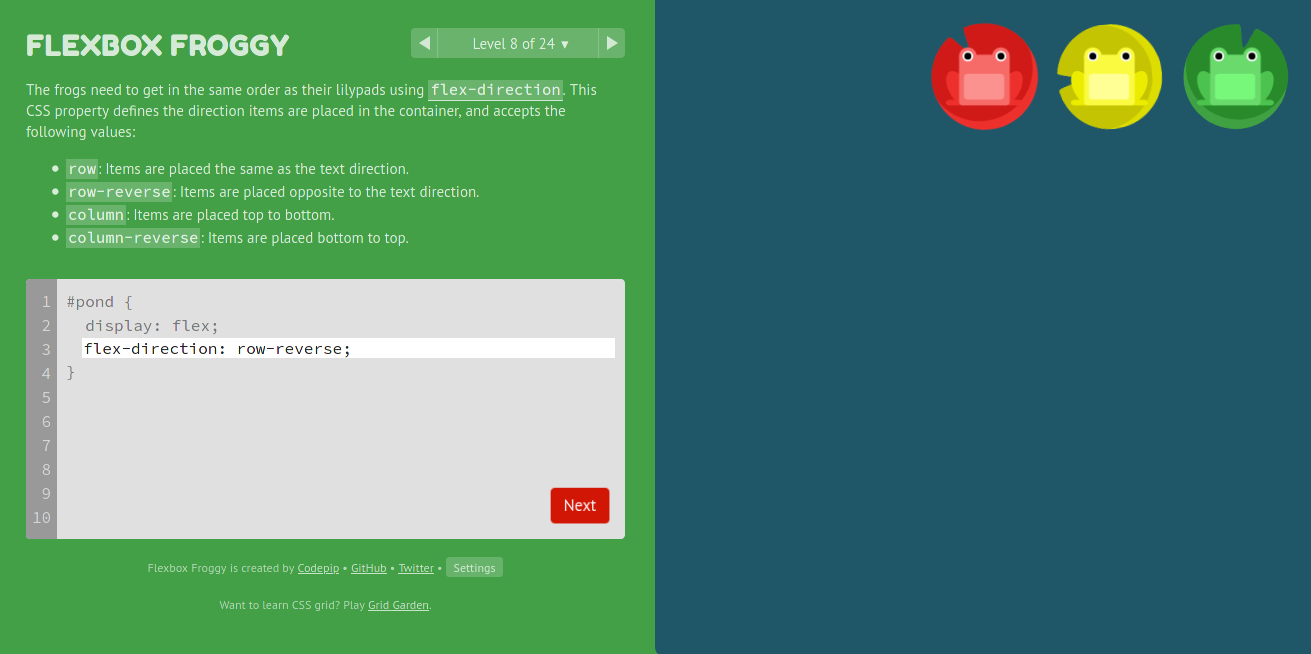 FLEXBOX FROGGY
Level 8 of 24 ▾
The frogs need to get in the same order as their lilypads using flex-direction. This
CSS property defines the direction items are placed in the container, and accepts the
following values:
• row: Items are placed the same as the text direction.
• row-reverse: Items are placed opposite to the text direction.
• column: Items are placed top to bottom.
• column-reverse: Items are placed bottom to top.
1 #pond {
2 display: flex;
3 flex-direction: row-reverse;
4 }
5
6
7
8
9
10
Next
Flexbox Froggy is created by Codepip • GitHub • Twitter • Settings
Want to learn CSS grid? Play Grid Garden.